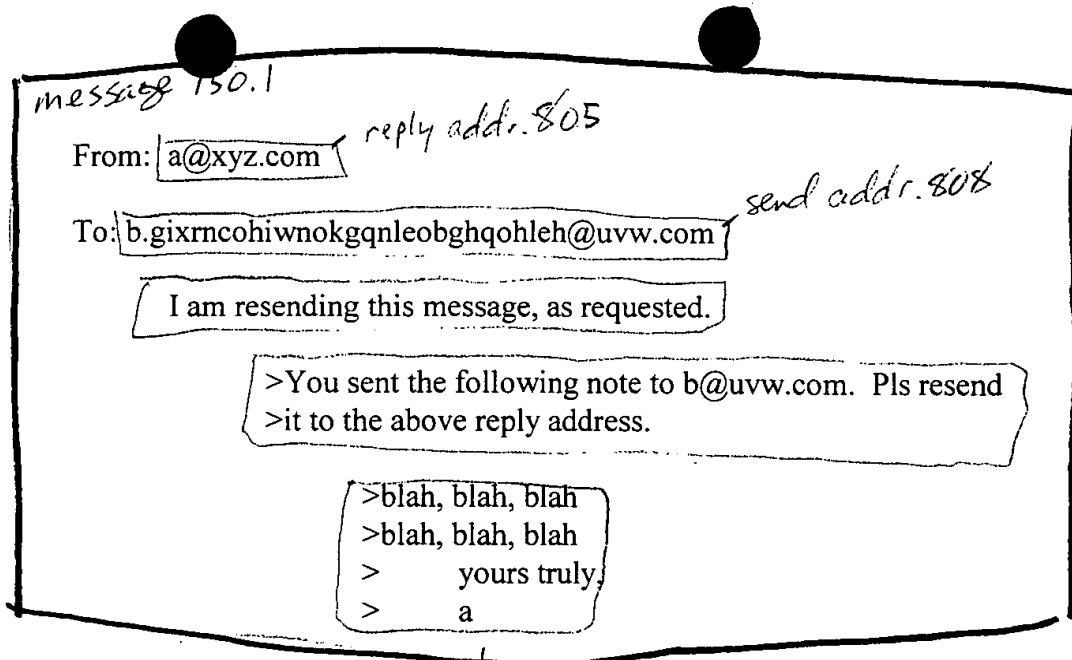 message 150.1
reply addr. 805
From: a@xyz.com
send addr. 808
To: b.gixrncohiwnokgqnleobghqohleh@uvw.com
I am resending this message, as requested.
>You sent the following note to b@uvw.com. Pls resend
>it to the above reply address.
>blah, blah, blah
>blah, blah, blah
> yours truly,
> a